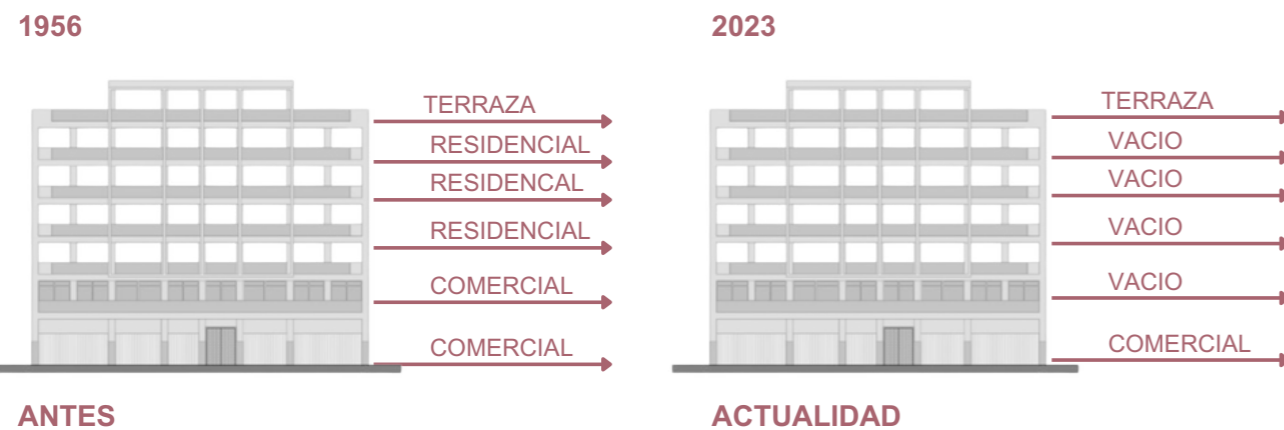 1956
TERRAZA
RESIDENCIAL
RESIDENCAL
RESIDENCIAL
COMERCIAL
COMERCIAL
ANTES
2023
TERRAZA
VACIO
VACIO
VACIO
VACIO
COMERCIAL
ACTUALIDAD